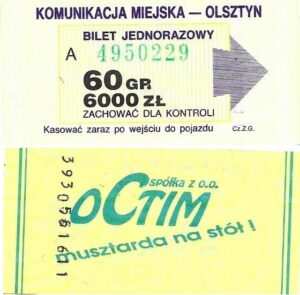 KOMUNIKACJA MIEJSKA — OLSZTYN
BILET JEDNORAZOWY
A 4950229
60 GR
6000 ZŁ
ZACHOWAĆ DLA KONTROLI
Kasować zaraz po wejściu do pojazdu Cz.Z.G.
spółka z o.o.
OCTIM
musztarda na stół !